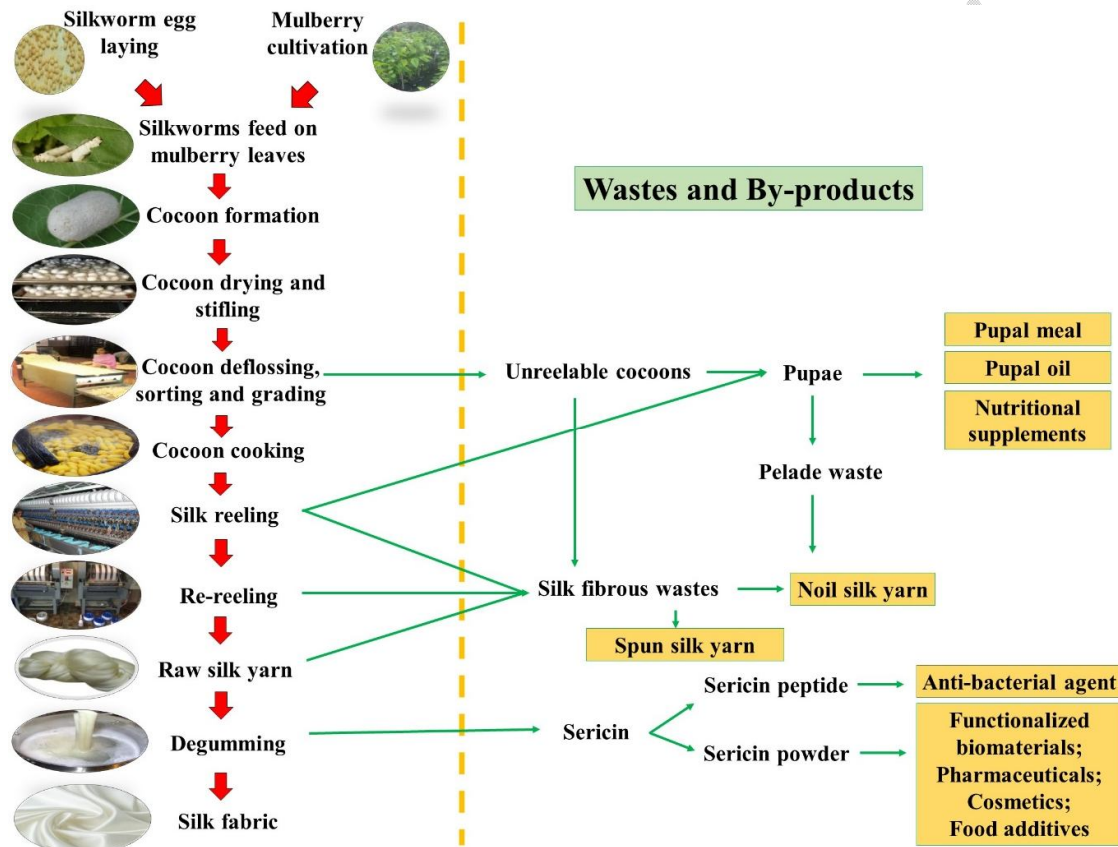 Silkworm egg
laying
Mulberry
cultivation
Silkworms feed on
mulberry leaves
Cocoon formation
Cocoon drying and
stifling
Cocoon deflossing,
sorting and grading
Cocoon cooking
Silk reeling
Re-reeling
Raw silk yarn
Degumming
Silk fabric
Wastes and By-products
Unreelable cocoons
Pupae
Pupal meal
Pupal oil
Nutritional
supplements
Pelade waste
Silk fibrous wastes
Noil silk yarn
Spun silk yarn
Sericin
Sericin peptide
Anti-bacterial agent
Sericin powder
Functionalized
biomaterials;
Pharmaceuticals;
Cosmetics;
Food additives